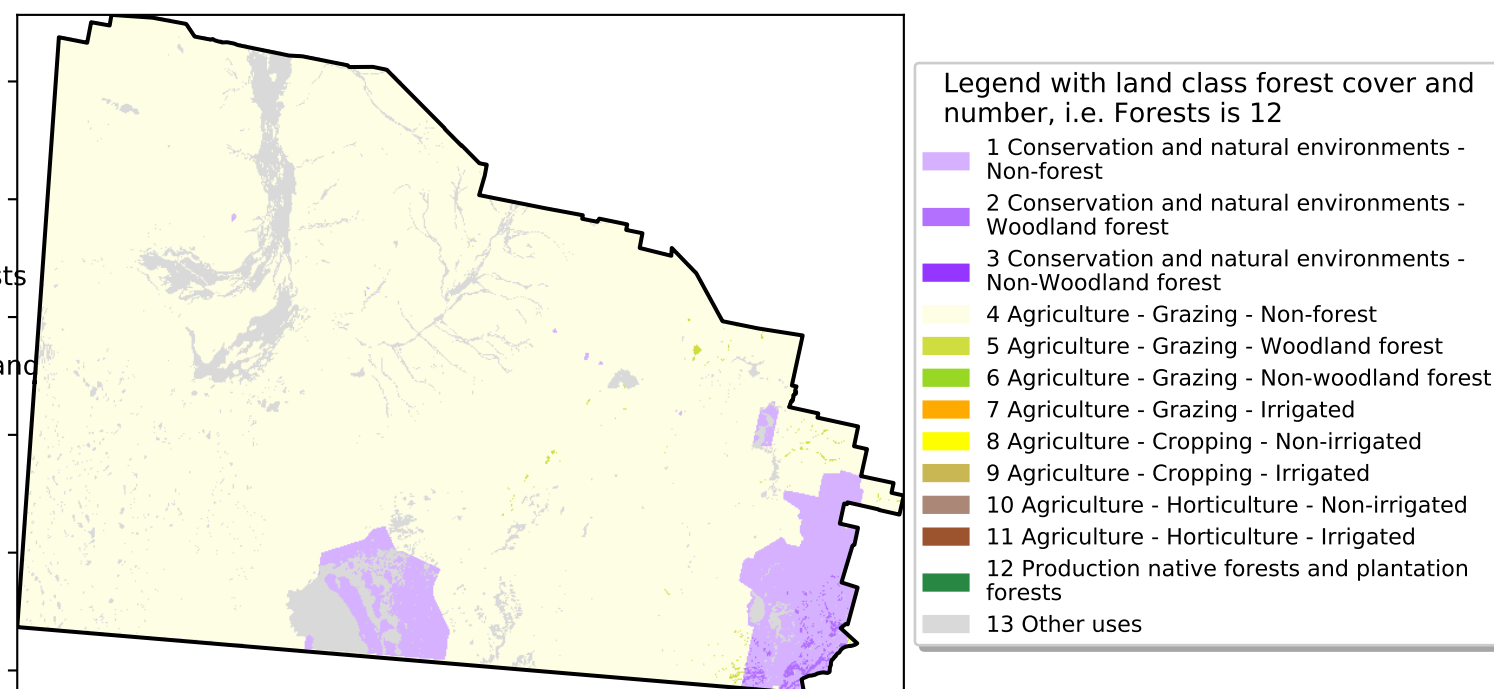 sts
and
Legend with land class forest cover and
number, i.e. Forests is 12
1 Conservation and natural environments -
Non-forest
2 Conservation and natural environments -
Woodland forest
3 Conservation and natural environments -
Non-Woodland forest
4 Agriculture - Grazing - Non-forest
5 Agriculture - Grazing - Woodland forest
6 Agriculture - Grazing - Non-woodland forest
7 Agriculture - Grazing - Irrigated
8 Agriculture - Cropping - Non-irrigated
9 Agriculture - Cropping - Irrigated
10 Agriculture - Horticulture - Non-irrigated
11 Agriculture - Horticulture - Irrigated
12 Production native forests and plantation
forests
13 Other uses